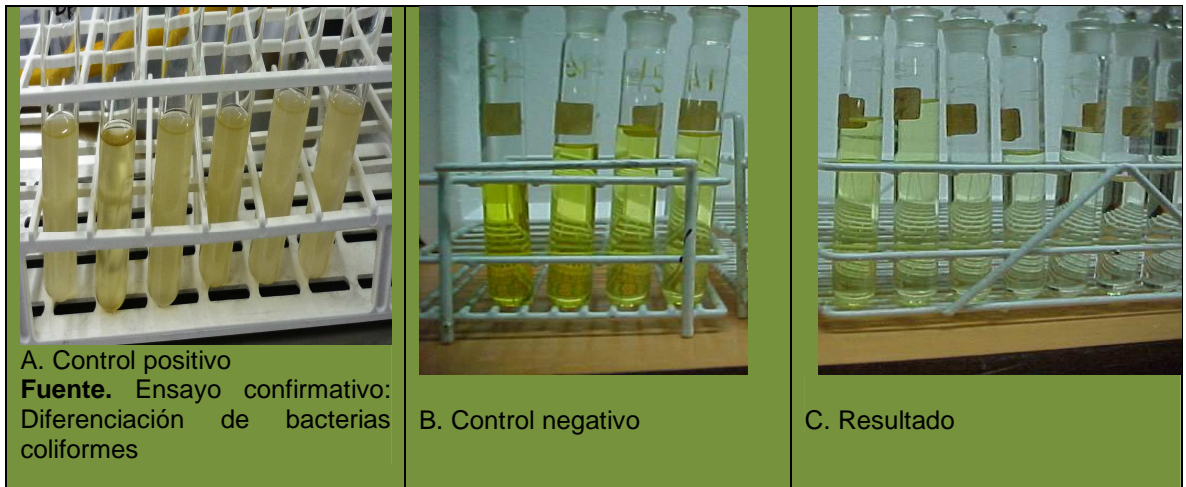 A. Control positivo
Fuente. Ensayo confirmativo:
Diferenciación de bacterias
coliformes
B. Control negativo
C. Resultado